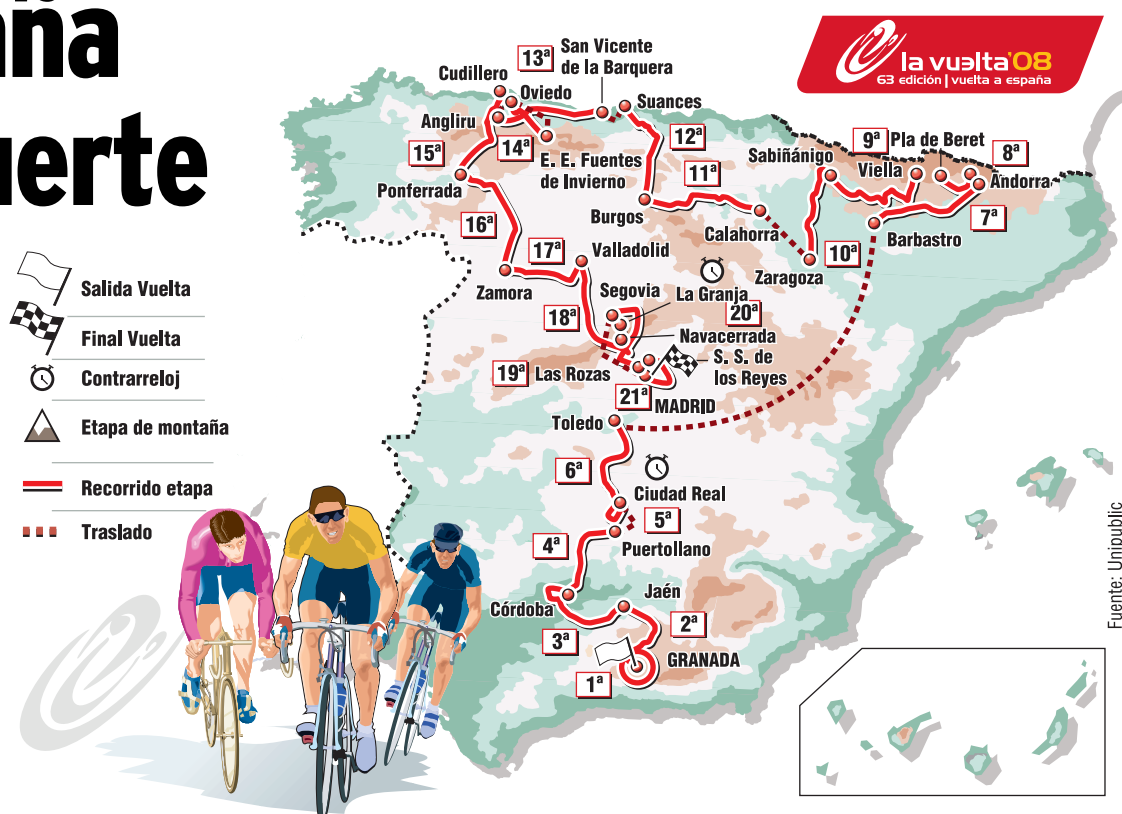 aña
uerte
la vuelta'08
63 edición | vuelta a españa
Salida Vuelta
Final Vuelta
Contrarreloj
Etapa de montaña
Recorrido etapa
Traslado
13ª
San Vicente
de la Barquera
Cudillero
Oviedo
Suances
Angliru
12ª
9ª
Pla de Beret
8ª
15ª
14ª
E. E. Fuentes
de Invierno
Sabiñánigo
Viella
Andorra
11ª
Ponferrada
Burgos
7ª
16ª
Calahorra
10ª
Barbastro
17ª
Valladolid
Zaragoza
Zamora
Segovia
La Granja
20ª
18ª
Navacerrada
19ª
Las Rozas
S. S. de
los Reyes
21ª
MADRID
Toledo
6ª
Ciudad Real
5ª
4ª
Puertollano
Córdoba
Jaén
3ª
2ª
GRANADA
1ª
Fuente: Unipublic